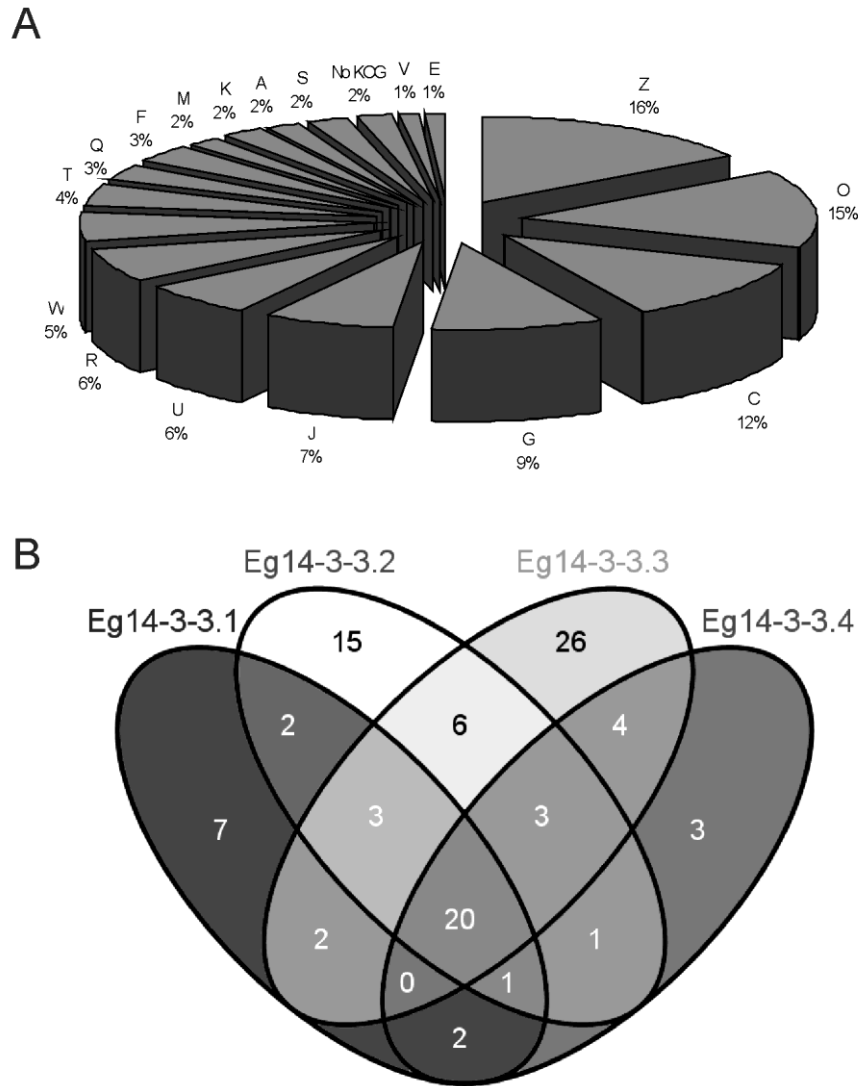 A
Z
16%
O
15%
C
12%
G
9%
J
7%
U
6%
R
6%
W
5%
T
4%
Q
3%
F
3%
M
2%
K
2%
A
2%
S
2%
No KOG
2%
V
1%
E
1%
B
Eg14-3-3.1
Eg14-3-3.2
Eg14-3-3.3
Eg14-3-3.4
15
26
2
6
4
7
3
3
3
2
20
1
0
1
2